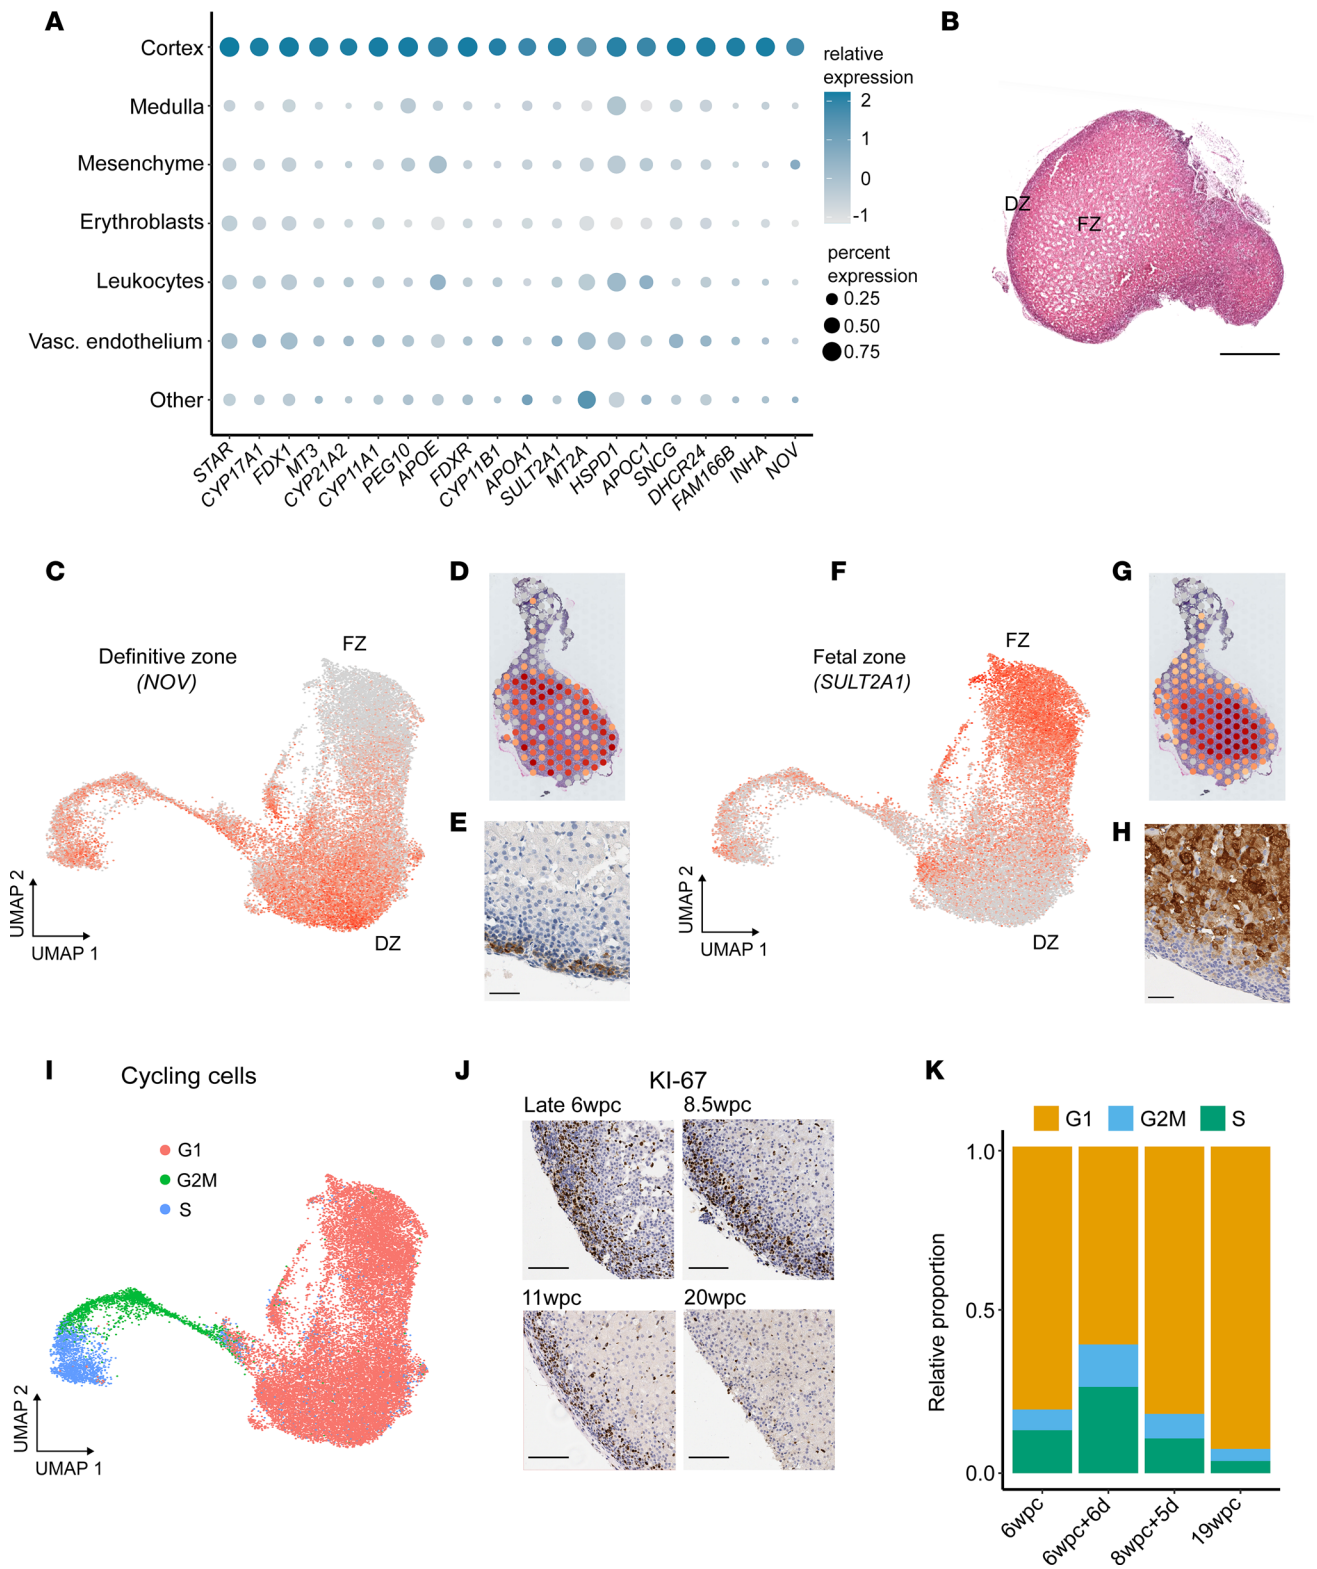 A
Cortex
Medulla
Mesenchyme
Erythroblasts
Leukocytes
Vasc. endothelium
Other
STAR
CYP17A1
FDX1
MT3
CYP21A2
CYP11A1
PEG10
APOE
FDXR
CYP11B1
APOA1
SULT2A1
MT2A
HSPD1
APOC1
SNCG
DHCR24
FAM166B
INHA
NOV
relative
expression
2
1
0
-1
percent
expression
0.25
0.50
0.75
B
DZ
FZ
C
Definitive zone
(NOV)
FZ
DZ
UMAP 2
UMAP 1
D
E
F
Fetal zone
(SULT2A1)
FZ
DZ
UMAP 2
UMAP 1
G
H
I
Cycling cells
G1
G2M
S
UMAP 2
UMAP 1
J
KI-67
Late 6wpc
8.5wpc
11wpc
20wpc
K
G1
G2M
S
Relative proportion
1.0
0.5
0.0
6wpc
6wpc+6d
8wpc+5d
19wpc